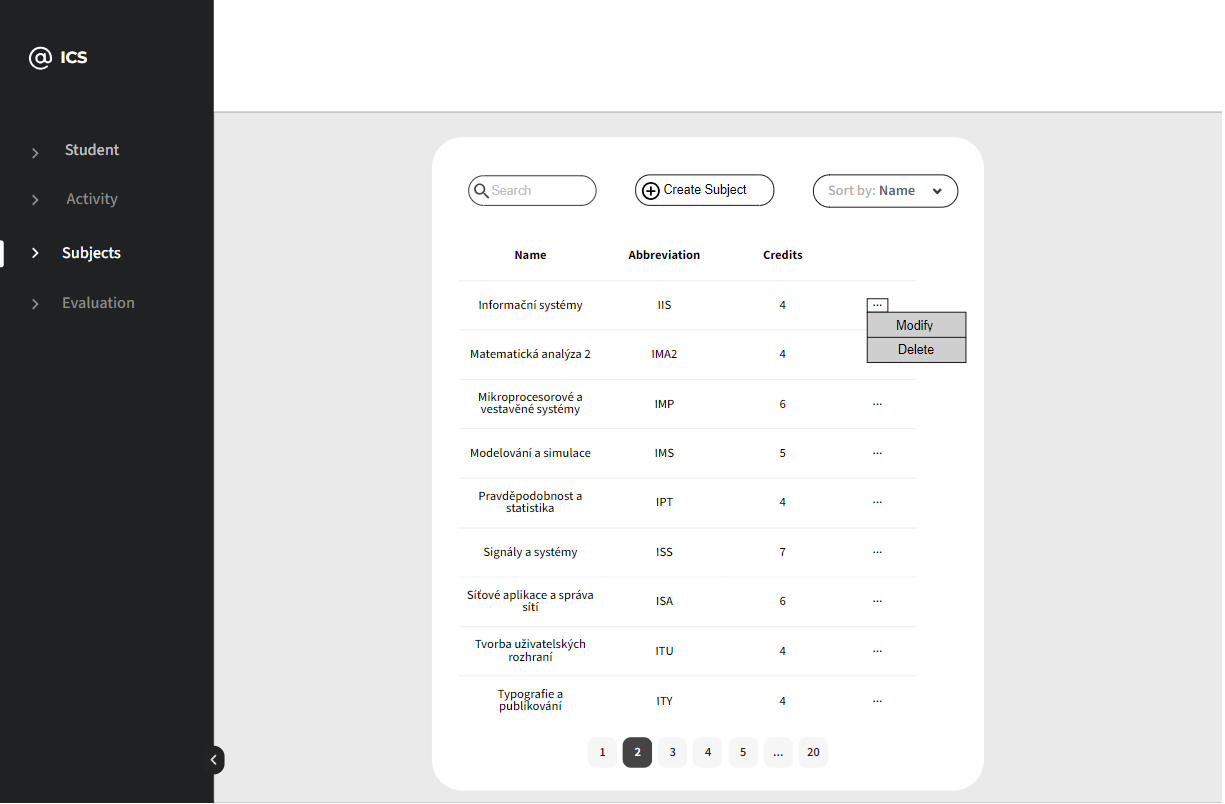 @ ICS
Student
Activity
Subjects
Evaluation
Search
Create Subject
Sort by: Name
Name Abbreviation Credits
Informační systémy IIS 4 ...
Modify
Delete
Matematická analýza 2 IMA2 4
Mikroprocesorové a
vestavěné systémy IMP 6 ...
Modelování a simulace IMS 5 ...
Pravděpodobnost a
statistika IPT 4 ...
Signály a systémy ISS 7 ...
Síťové aplikace a správa
sítí ISA 6 ...
Tvorba uživatelských
rozhraní ITU 4 ...
Typografie a
publikování ITY 4 ...
1 2 3 4 5 ... 20